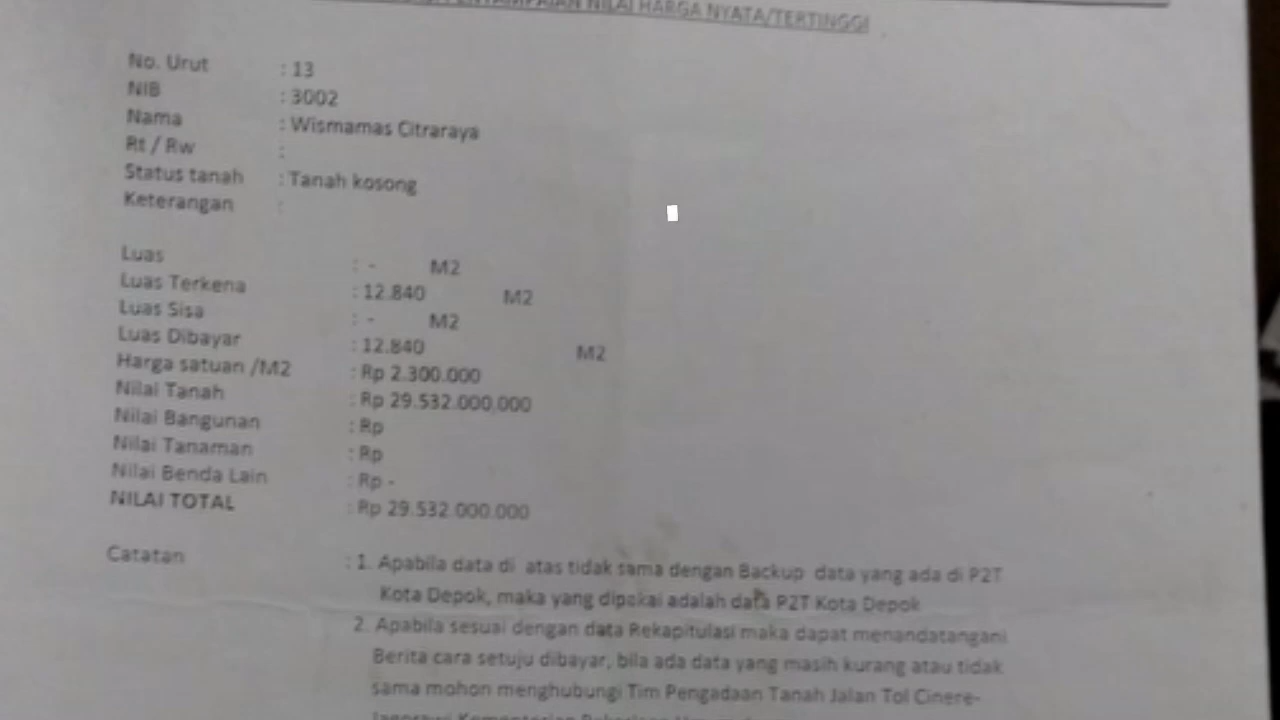 NILAI HARGA NYATA/TERTINGGI
No. Urut : 13
NIB : 3002
Nama : Wismamas Citraraya
Rt / Rw :
Status tanah : Tanah kosong
Keterangan :
Luas : - M2
Luas Terkena : 12.840 M2
Luas Sisa : - M2
Luas Dibayar : 12.840 M2
Harga satuan /M2 : Rp 2.300.000
Nilai Tanah : Rp 29.532.000.000
Nilai Bangunan : Rp
Nilai Tanaman : Rp
Nilai Benda Lain : Rp -
NILAI TOTAL : Rp 29.532.000.000
Catatan : 1. Apabila data di atas tidak sama dengan Backup data yang ada di P2T
Kota Depok, maka yang dipakai adalah data P2T Kota Depok
2. Apabila sesuai dengan data Rekapitulasi maka dapat menandatangani
Berita cara setuju dibayar, bila ada data yang masih kurang atau tidak
sama mohon menghubungi Tim Pengadaan Tanah Jalan Tol Cinere-